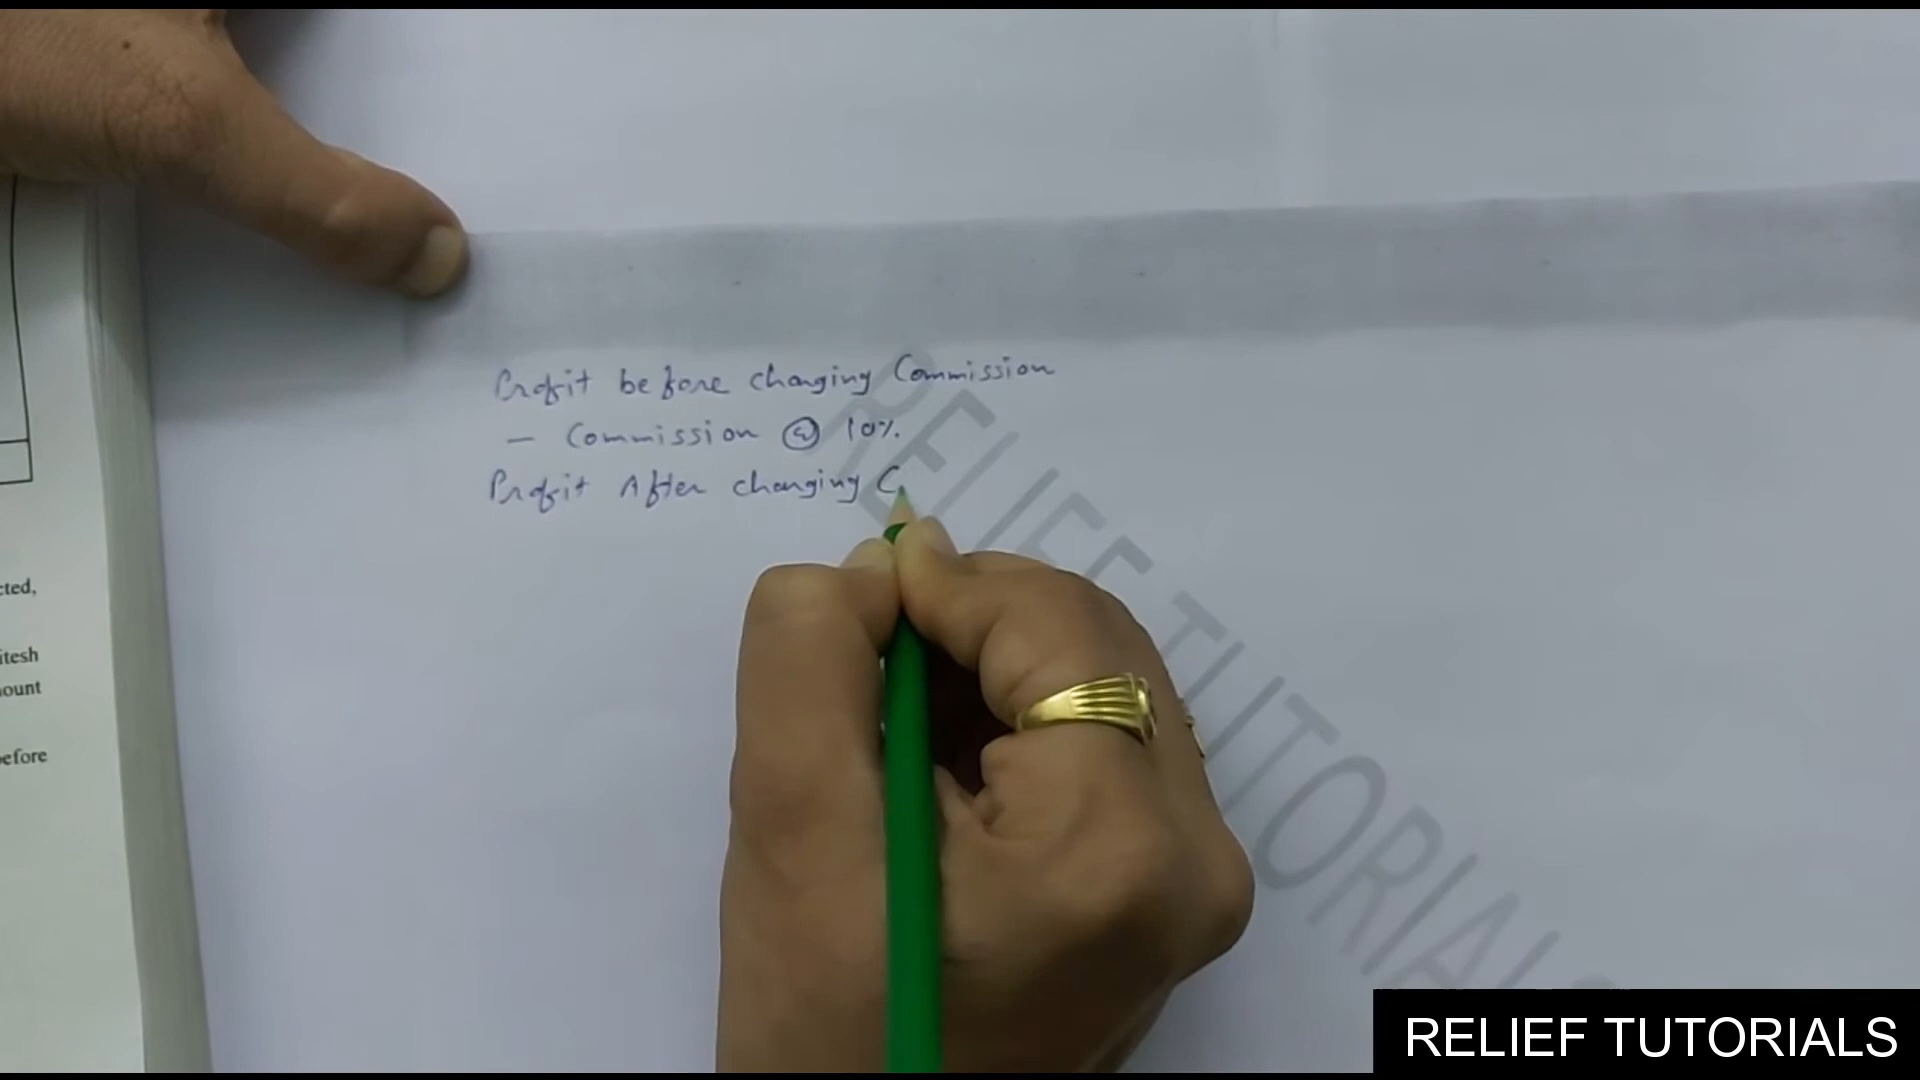 Profit before charging Commission
- Commission @ 10%
Profit After charging C
cted,
itesh
ount
efore
RELIEF TUTORIALS
RELIEF TUTORIALS